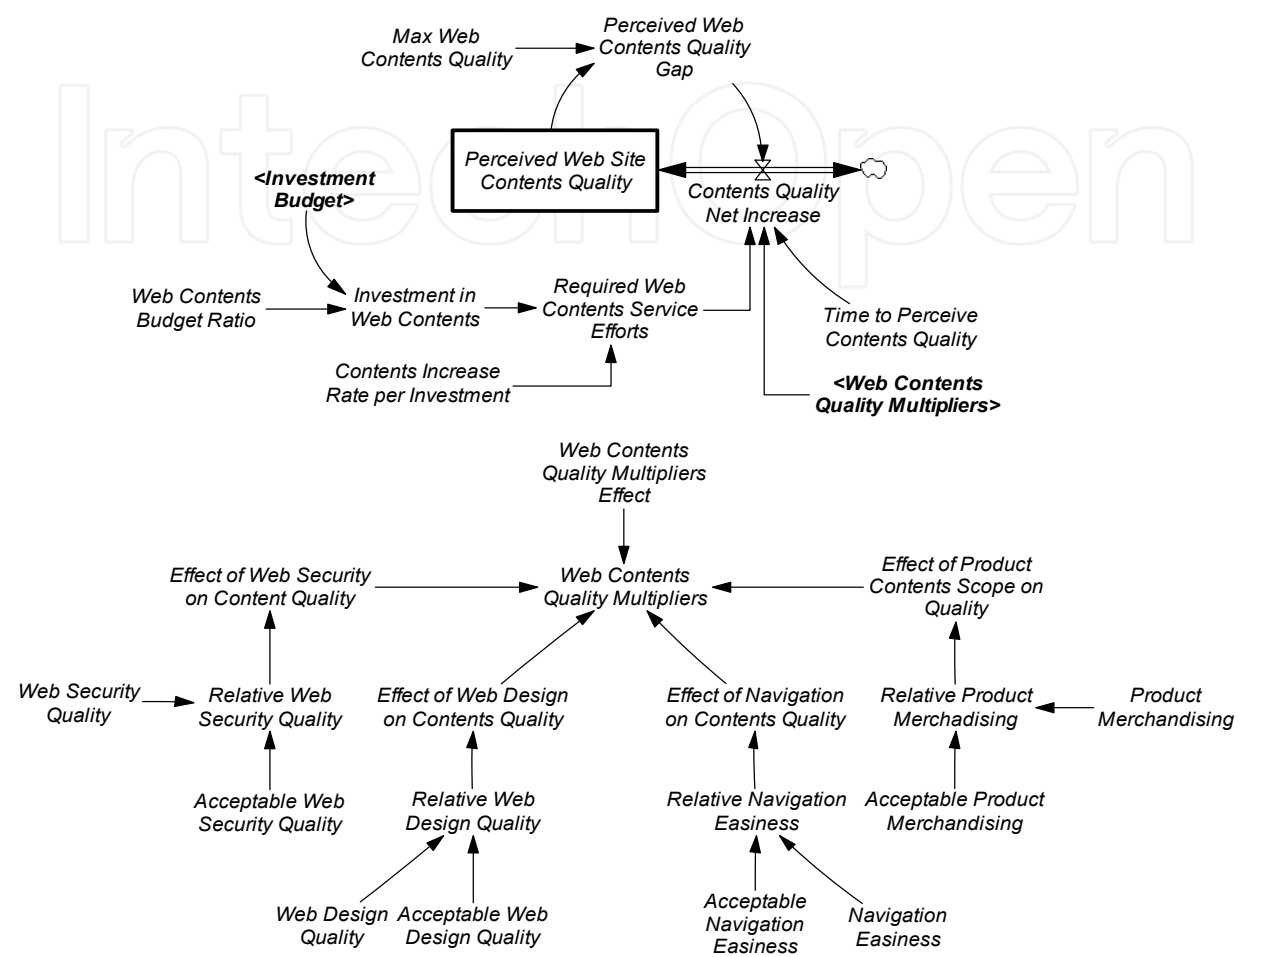 Max Web
Contents Quality
Perceived Web
Contents Quality
Gap
Perceived Web Site
Contents Quality
Contents Quality
Net Increase
<Investment
Budget>
Web Contents
Budget Ratio
Investment in
Web Contents
Required Web
Contents Service
Efforts
Time to Perceive
Contents Quality
Contents Increase
Rate per Investment
<Web Contents
Quality Multipliers>
Web Contents
Quality Multipliers
Effect
Effect of Web Security
on Content Quality
Web Contents
Quality Multipliers
Effect of Product
Contents Scope on
Quality
Web Security
Quality
Relative Web
Security Quality
Effect of Web Design
on Contents Quality
Effect of Navigation
on Contents Quality
Relative Product
Merchadising
Product
Merchandising
Acceptable Web
Security Quality
Relative Web
Design Quality
Relative Navigation
Easiness
Acceptable Product
Merchandising
Web Design
Quality
Acceptable Web
Design Quality
Acceptable
Navigation
Easiness
Navigation
Easiness
IntechOpen